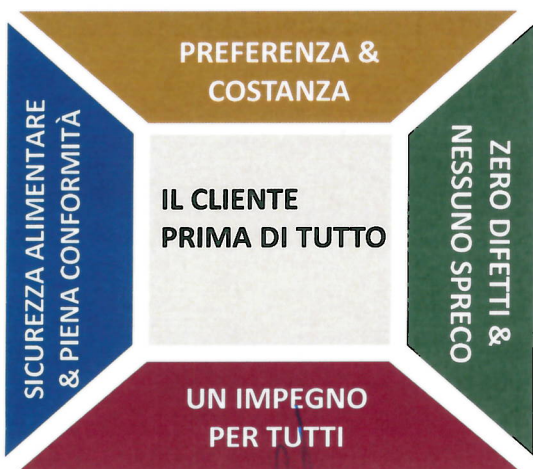 PREFERENZA &
COSTANZA
SICUREZZA ALIMENTARE
& PIENA CONFORMITÀ
IL CLIENTE
PRIMA DI TUTTO
ZERO DIFETTI &
NESSUNO SPRECO
UN IMPEGNO
PER TUTTI